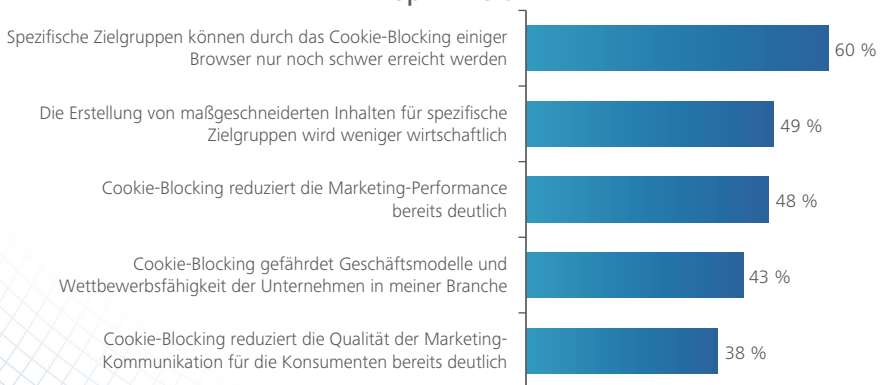 Spezifische Zielgruppen können durch das Cookie-Blocking einiger
Browser nur noch schwer erreicht werden
60 %
Die Erstellung von maßgeschneiderten Inhalten für spezifische
Zielgruppen wird weniger wirtschaftlich
49 %
Cookie-Blocking reduziert die Marketing-Performance
bereits deutlich
48 %
Cookie-Blocking gefährdet Geschäftsmodelle und
Wettbewerbsfähigkeit der Unternehmen in meiner Branche
43 %
Cookie-Blocking reduziert die Qualität der Marketing-
Kommunikation für die Konsumenten bereits deutlich
38 %